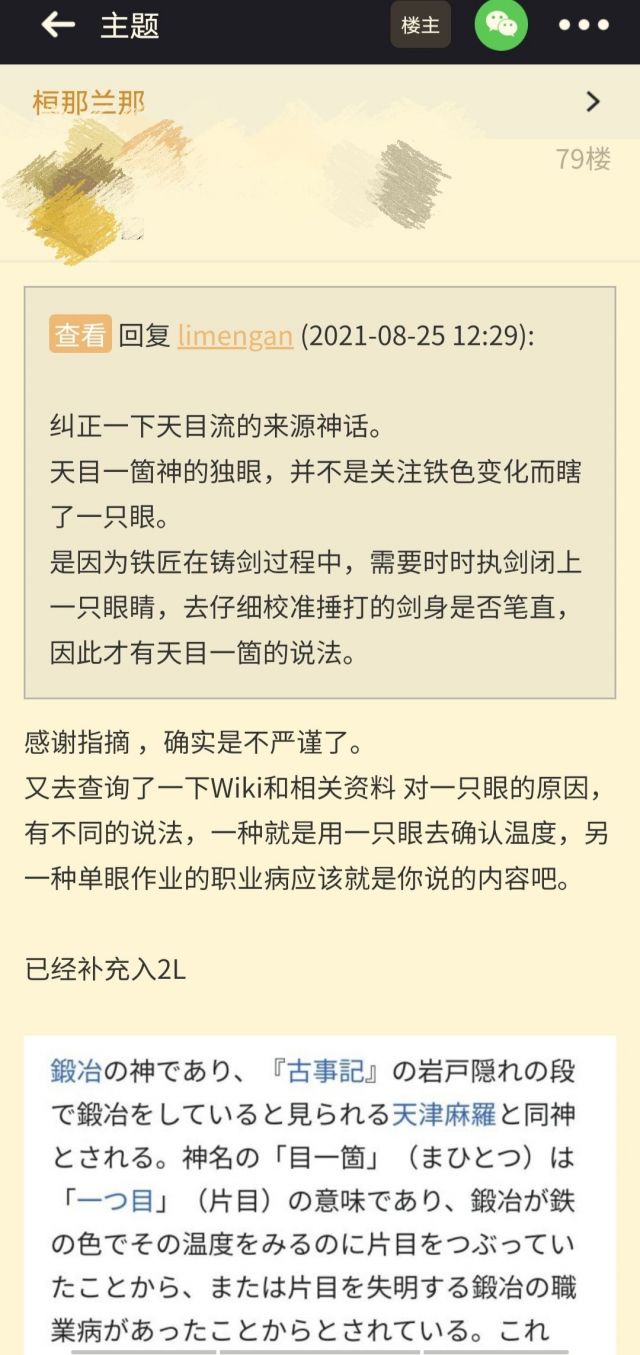 主题
楼主
桓那兰那
79楼
查看 回复 limengan (2021-08-25 12:29):
纠正一下天目流的来源神话。
天目一箇神的独眼，并不是关注铁色变化而瞎
了一只眼。
是因为铁匠在铸剑过程中，需要时时执剑闭上
一只眼睛，去仔细校准捶打的剑身是否笔直，
因此才有天目一箇的说法。
感谢指摘 ，确实是不严谨了。
又去查询了一下Wiki和相关资料 对一只眼的原因，
有不同的说法，一种就是用一只眼去确认温度，另
一种单眼作业的职业病应该就是你说的内容吧。
已经补充入2L
鍛冶の神であり、『古事記』の岩戸隠れの段
で鍛冶をしていると見られる天津麻羅と同神
とされる。神名の「目一箇」（まひとつ）は
「一つ目」（片目）の意味であり、鍛冶が鉄
の色でその温度をみるのに片目をつぶってい
たことから、または片目を失明する鍛冶の職
業病があったことからとされている。これ